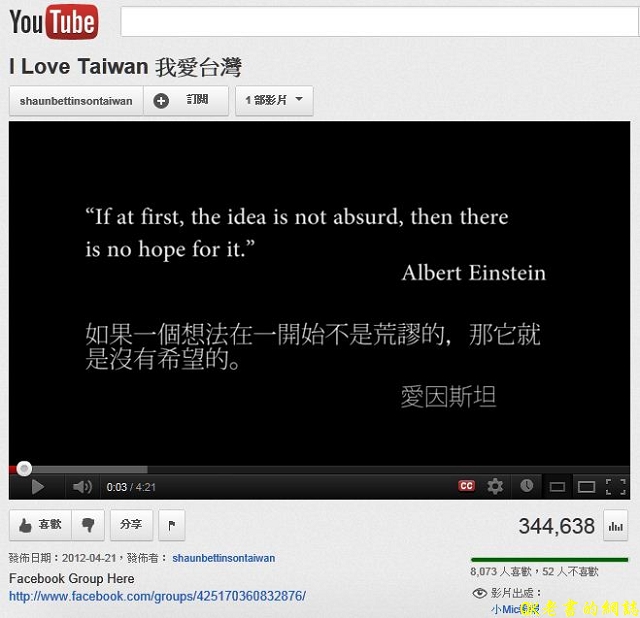 YouTube
I Love Taiwan 我愛台灣
shaunbettinsontaiwan 訂閱 1 部影片
“If at first, the idea is not absurd, then there
is no hope for it.”
Albert Einstein
如果一個想法在一開始不是荒謬的，那它就
是沒有希望的。
愛因斯坦
0:03 / 4:21 CC
喜歡 分享 344,638
發佈日期：2012-04-21，發佈者： shaunbettinsontaiwan
8,073 人喜歡，52 人不喜歡
Facebook Group Here
http://www.facebook.com/groups/425170360832876/
影片出處：
小Mic
的網誌